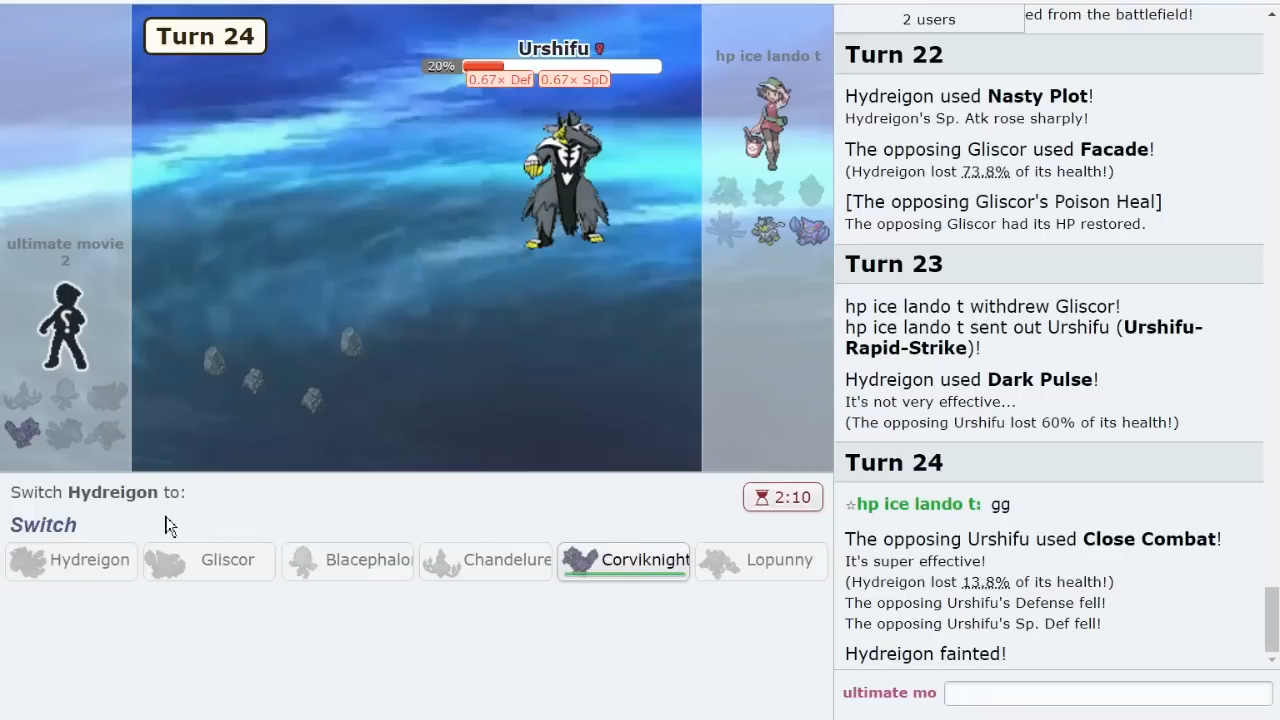 Turn 24
Urshifu
20%
0.67× Def 0.67× SpD
hp ice lando t
ultimate movie
2
Switch Hydreigon to:
2:10
Switch
Hydreigon
Gliscor
Blacephalo
Chandelure
Corviknight
Lopunny
2 users
ed from the battlefield!
Turn 22
Hydreigon used Nasty Plot!
Hydreigon's Sp. Atk rose sharply!
The opposing Gliscor used Facade!
(Hydreigon lost 73.8% of its health!)
[The opposing Gliscor's Poison Heal]
The opposing Gliscor had its HP restored.
Turn 23
hp ice lando t withdrew Gliscor!
hp ice lando t sent out Urshifu (Urshifu-
Rapid-Strike)!
Hydreigon used Dark Pulse!
It's not very effective...
(The opposing Urshifu lost 60% of its health!)
Turn 24
☆hp ice lando t: gg
The opposing Urshifu used Close Combat!
It's super effective!
(Hydreigon lost 13.8% of its health!)
The opposing Urshifu's Defense fell!
The opposing Urshifu's Sp. Def fell!
Hydreigon fainted!
ultimate mo